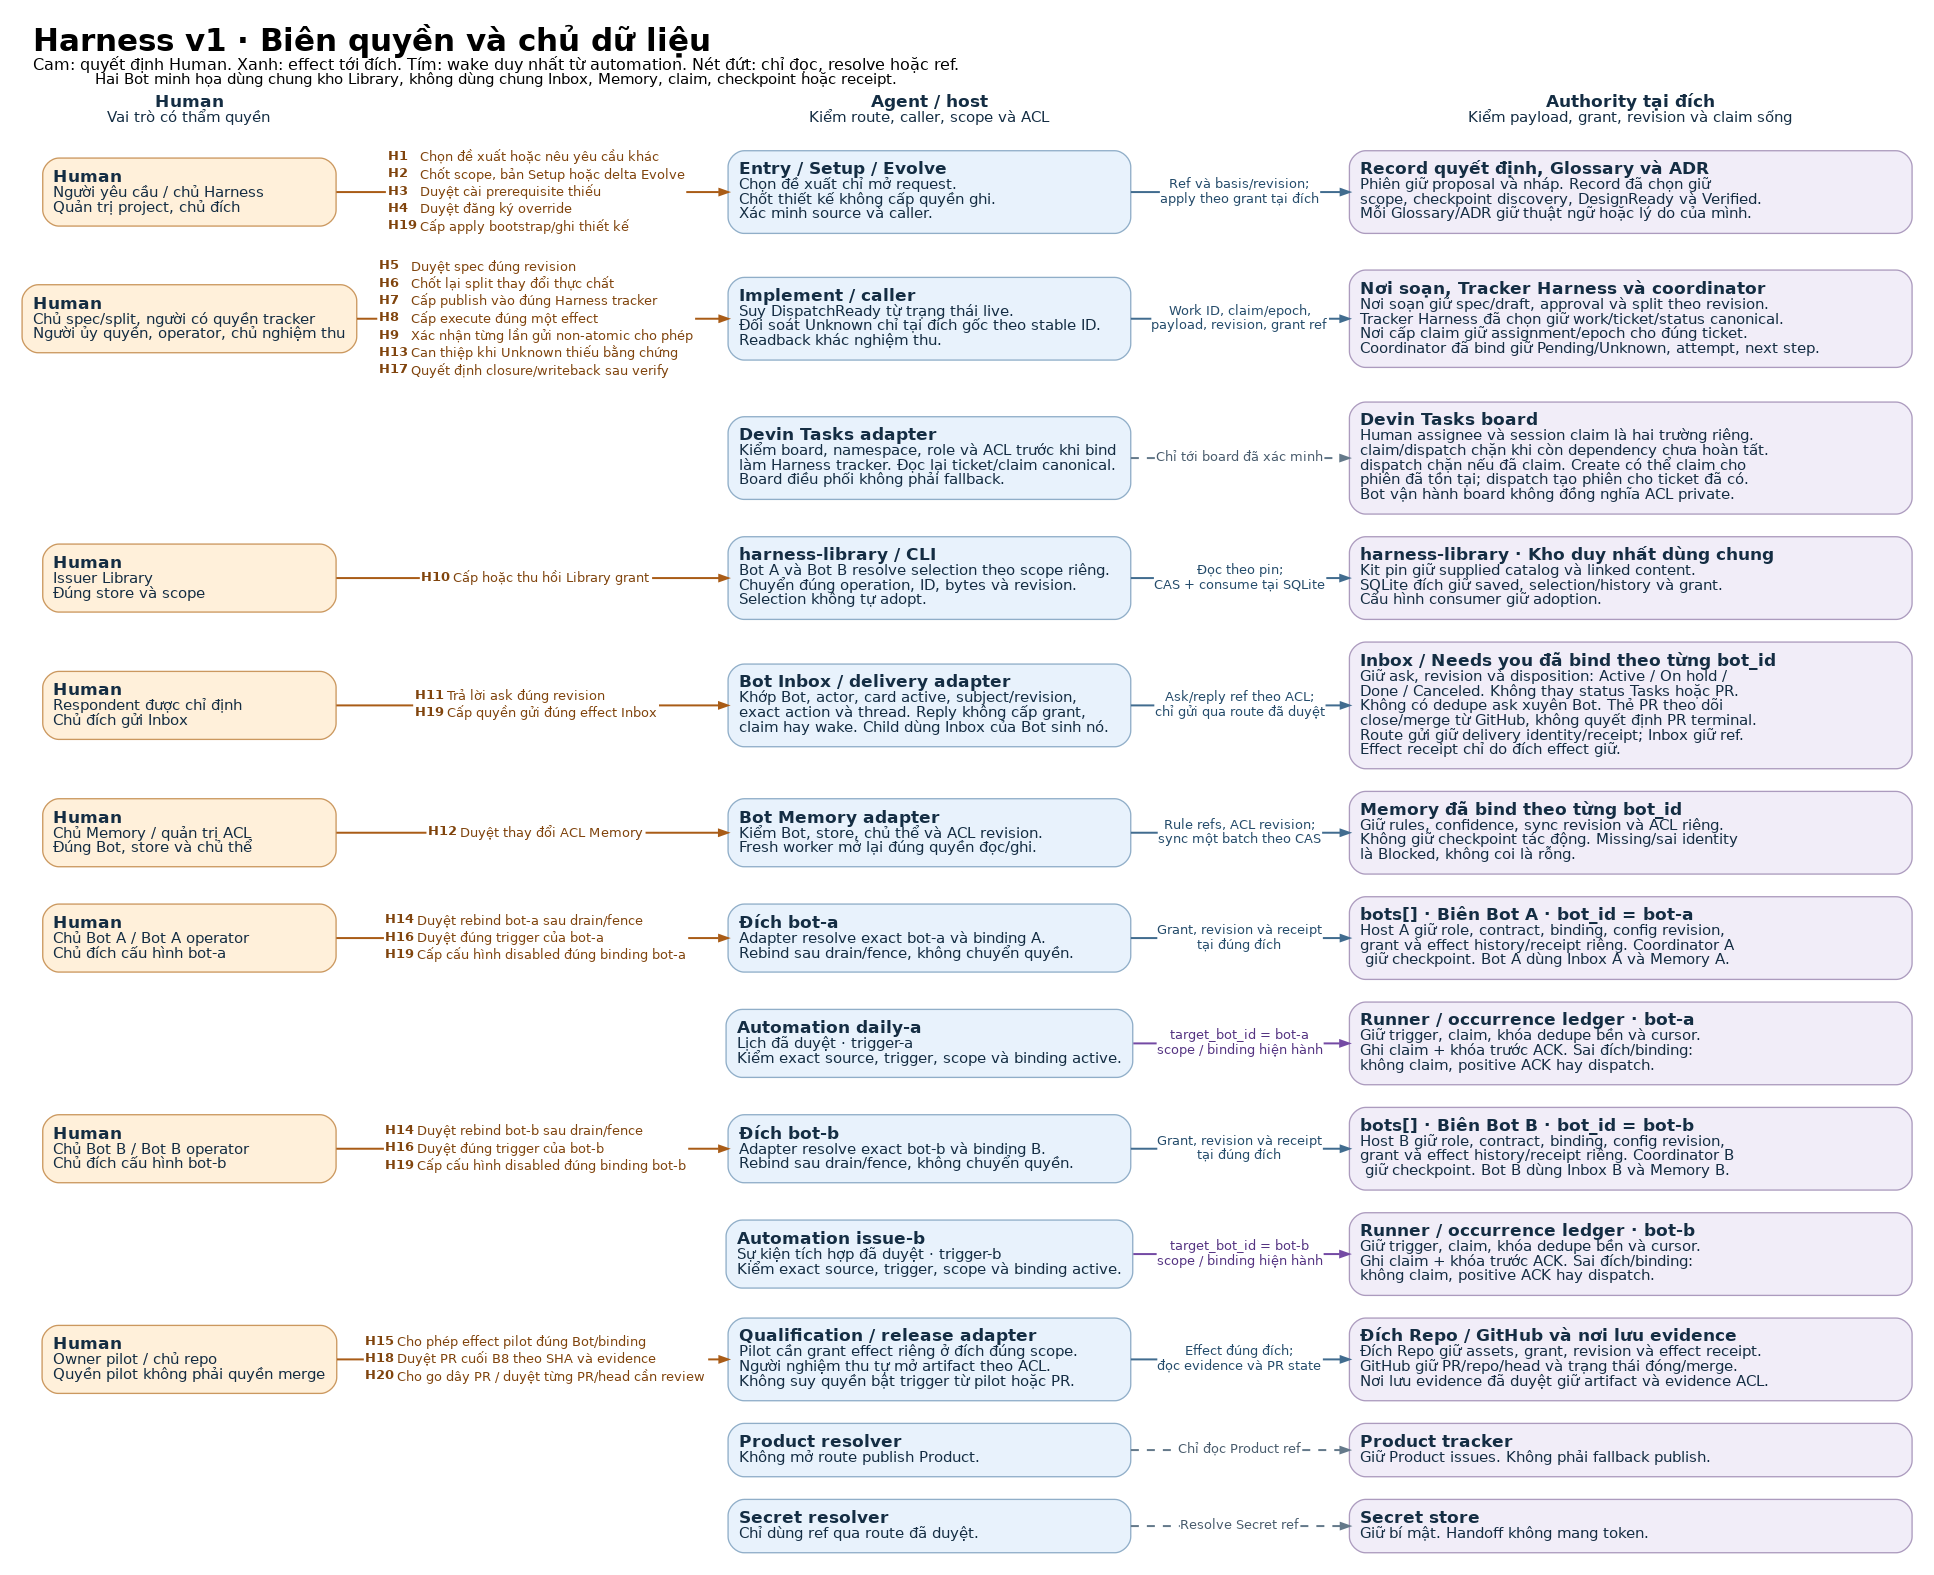 Harness v1 · Biên quyền và chủ dữ liệu
Cam: quyết định Human. Xanh: effect tới đích. Tím: wake duy nhất từ automation. Nét đứt: chỉ đọc, resolve hoặc ref.
Hai Bot minh họa dùng chung kho Library, không dùng chung Inbox, Memory, claim, checkpoint hoặc receipt.
Human
Vai trò có thẩm quyền
Agent / host
Kiểm route, caller, scope và ACL
Authority tại đích
Kiểm payload, grant, revision và claim sống
Human
Người yêu cầu / chủ Harness
Quản trị project, chủ đích
H1 Chọn đề xuất hoặc nêu yêu cầu khác
H2 Chốt scope, bản Setup hoặc delta Evolve
H3 Duyệt cài prerequisite thiếu
H4 Duyệt đăng ký override
H19 Cấp apply bootstrap/ghi thiết kế
Entry / Setup / Evolve
Chọn đề xuất chỉ mở request.
Chốt thiết kế không cấp quyền ghi.
Xác minh source và caller.
Ref và basis/revision;
apply theo grant tại đích
Record quyết định, Glossary và ADR
Phiên giữ proposal và nháp. Record đã chọn giữ
scope, checkpoint discovery, DesignReady và Verified.
Mỗi Glossary/ADR giữ thuật ngữ hoặc lý do của mình.
Human
Chủ spec/split, người có quyền tracker
Người ủy quyền, operator, chủ nghiệm thu
H5 Duyệt spec đúng revision
H6 Chốt lại split thay đổi thực chất
H7 Cấp publish vào đúng Harness tracker
H8 Cấp execute đúng một effect
H9 Xác nhận từng lần gửi non-atomic cho phép
H13 Can thiệp khi Unknown thiếu bằng chứng
H17 Quyết định closure/writeback sau verify
Implement / caller
Suy DispatchReady từ trạng thái live.
Đối soát Unknown chỉ tại đích gốc theo stable ID.
Readback khác nghiệm thu.
Work ID, claim/epoch,
payload, revision, grant ref
Nơi soạn, Tracker Harness và coordinator
Nơi soạn giữ spec/draft, approval và split theo revision.
Tracker Harness đã chọn giữ work/ticket/status canonical.
Nơi cấp claim giữ assignment/epoch cho đúng ticket.
Coordinator đã bind giữ Pending/Unknown, attempt, next step.
Devin Tasks adapter
Kiểm board, namespace, role và ACL trước khi bind
làm Harness tracker. Đọc lại ticket/claim canonical.
Board điều phối không phải fallback.
Chỉ tới board đã xác minh
Devin Tasks board
Human assignee và session claim là hai trường riêng.
claim/dispatch chặn khi còn dependency chưa hoàn tất.
dispatch chặn nếu đã claim. Create có thể claim cho
phiên đã tồn tại; dispatch tạo phiên cho ticket đã có.
Bot vận hành board không đồng nghĩa ACL private.
Human
Issuer Library
Đúng store và scope
H10 Cấp hoặc thu hồi Library grant
harness-library / CLI
Bot A và Bot B resolve selection theo scope riêng.
Chuyển đúng operation, ID, bytes và revision.
Selection không tự adopt.
Đọc theo pin;
CAS + consume tại SQLite
harness-library · Kho duy nhất dùng chung
Kit pin giữ supplied catalog và linked content.
SQLite đích giữ saved, selection/history và grant.
Cấu hình consumer giữ adoption.
Human
Respondent được chỉ định
Chủ đích gửi Inbox
H11 Trả lời ask đúng revision
H19 Cấp quyền gửi đúng effect Inbox
Bot Inbox / delivery adapter
Khớp Bot, actor, card active, subject/revision,
exact action và thread. Reply không cấp grant,
claim hay wake. Child dùng Inbox của Bot sinh nó.
Ask/reply ref theo ACL;
chỉ gửi qua route đã duyệt
Inbox / Needs you đã bind theo từng bot_id
Giữ ask, revision và disposition: Active / On hold /
Done / Canceled. Không thay status Tasks hoặc PR.
Không có dedupe ask xuyên Bot. Thẻ PR theo dõi
close/merge từ GitHub, không quyết định PR terminal.
Route gửi giữ delivery identity/receipt; Inbox giữ ref.
Effect receipt chỉ do đích effect giữ.
Human
Chủ Memory / quản trị ACL
Đúng Bot, store và chủ thể
H12 Duyệt thay đổi ACL Memory
Bot Memory adapter
Kiểm Bot, store, chủ thể và ACL revision.
Fresh worker mở lại đúng quyền đọc/ghi.
Rule refs, ACL revision;
sync một batch theo CAS
Memory đã bind theo từng bot_id
Giữ rules, confidence, sync revision và ACL riêng.
Không giữ checkpoint tác động. Missing/sai identity
là Blocked, không coi là rỗng.
Human
Chủ Bot A / Bot A operator
Chủ đích cấu hình bot-a
H14 Duyệt rebind bot-a sau drain/fence
H16 Duyệt đúng trigger của bot-a
H19 Cấp cấu hình disabled đúng binding bot-a
Đích bot-a
Adapter resolve exact bot-a và binding A.
Rebind sau drain/fence, không chuyển quyền.
Grant, revision và receipt
tại đúng đích
bots[] · Biên Bot A · bot_id = bot-a
Host A giữ role, contract, binding, config revision,
grant và effect history/receipt riêng. Coordinator A
giữ checkpoint. Bot A dùng Inbox A và Memory A.
Automation daily-a
Lịch đã duyệt · trigger-a
Kiểm exact source, trigger, scope và binding active.
target_bot_id = bot-a
scope / binding hiện hành
Runner / occurrence ledger · bot-a
Giữ trigger, claim, khóa dedupe bền và cursor.
Ghi claim + khóa trước ACK. Sai đích/binding:
không claim, positive ACK hay dispatch.
Human
Chủ Bot B / Bot B operator
Chủ đích cấu hình bot-b
H14 Duyệt rebind bot-b sau drain/fence
H16 Duyệt đúng trigger của bot-b
H19 Cấp cấu hình disabled đúng binding bot-b
Đích bot-b
Adapter resolve exact bot-b và binding B.
Rebind sau drain/fence, không chuyển quyền.
Grant, revision và receipt
tại đúng đích
bots[] · Biên Bot B · bot_id = bot-b
Host B giữ role, contract, binding, config revision,
grant và effect history/receipt riêng. Coordinator B
giữ checkpoint. Bot B dùng Inbox B và Memory B.
Automation issue-b
Sự kiện tích hợp đã duyệt · trigger-b
Kiểm exact source, trigger, scope và binding active.
target_bot_id = bot-b
scope / binding hiện hành
Runner / occurrence ledger · bot-b
Giữ trigger, claim, khóa dedupe bền và cursor.
Ghi claim + khóa trước ACK. Sai đích/binding:
không claim, positive ACK hay dispatch.
Human
Owner pilot / chủ repo
Quyền pilot không phải quyền merge
H15 Cho phép effect pilot đúng Bot/binding
H18 Duyệt PR cuối B8 theo SHA và evidence
H20 Cho go dây PR / duyệt từng PR/head cần review
Qualification / release adapter
Pilot cần grant effect riêng ở đích đúng scope.
Người nghiệm thu tự mở artifact theo ACL.
Không suy quyền bật trigger từ pilot hoặc PR.
Effect đúng đích;
đọc evidence và PR state
Đích Repo / GitHub và nơi lưu evidence
Đích Repo giữ assets, grant, revision và effect receipt.
GitHub giữ PR/repo/head và trạng thái đóng/merge.
Nơi lưu evidence đã duyệt giữ artifact và evidence ACL.
Product resolver
Không mở route publish Product.
Chỉ đọc Product ref
Product tracker
Giữ Product issues. Không phải fallback publish.
Secret resolver
Chỉ dùng ref qua route đã duyệt.
Resolve Secret ref
Secret store
Giữ bí mật. Handoff không mang token.